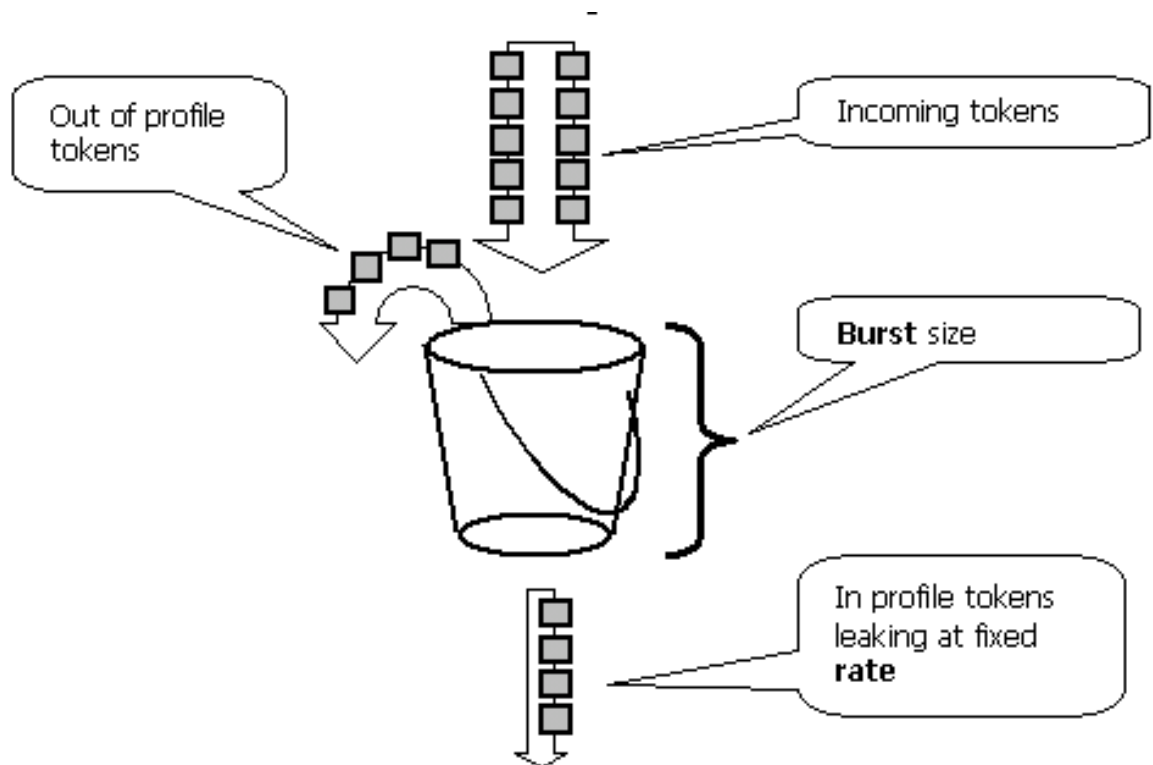 Out of profile
tokens
Incoming tokens
Burst size
In profile tokens
leaking at fixed
rate